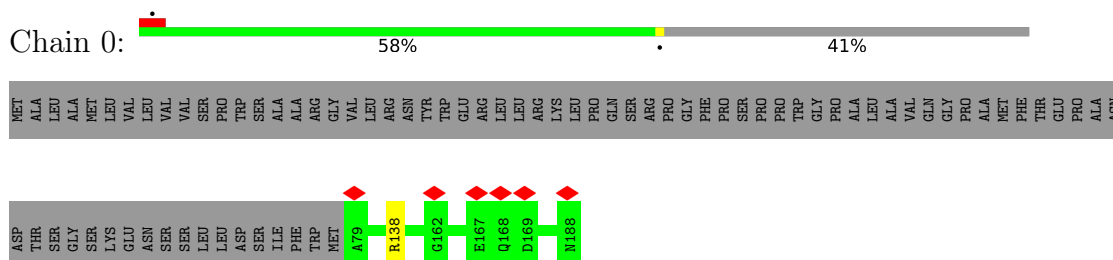 Chain 0:
58%
41%
MET ALA LEU ALA MET LEU VAL LEU VAL VAL SER PRO TRP SER ALA ALA ARG GLY VAL LEU ARG ASN TYR TRP GLU ARG LEU LEU ARG LYS LEU PRO GLN SER ARG PRO GLY PHE PRO SER PRO PRO TRP GLY PRO ALA LEU ALA VAL GLN GLY PRO ALA MET PHE THR GLU PRO ALA
ASP THR SER GLY SER LYS GLU ASN SER SER LEU LEU ASP SER ILE PHE TRP MET A79 R138 G162 E167 Q168 D169 N188